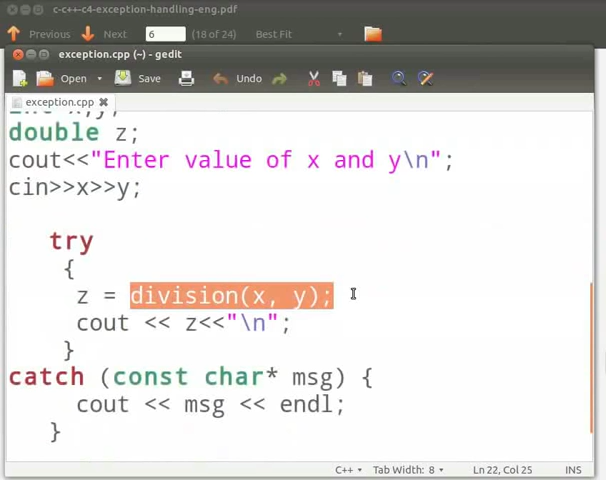 c-c++-c4-exception-handling-eng.pdf
Previous Next 6 (18 of 24) Best Fit
exception.cpp (~) - gedit
Open Save Undo
exception.cpp
int x,y;
double z;
cout<<"Enter value of x and y\n";
cin>>x>>y;
try
{
z = division(x, y);
cout << z<<"\n";
}
catch (const char* msg) {
cout << msg << endl;
}
C++ Tab Width: 8 Ln 22, Col 25 INS